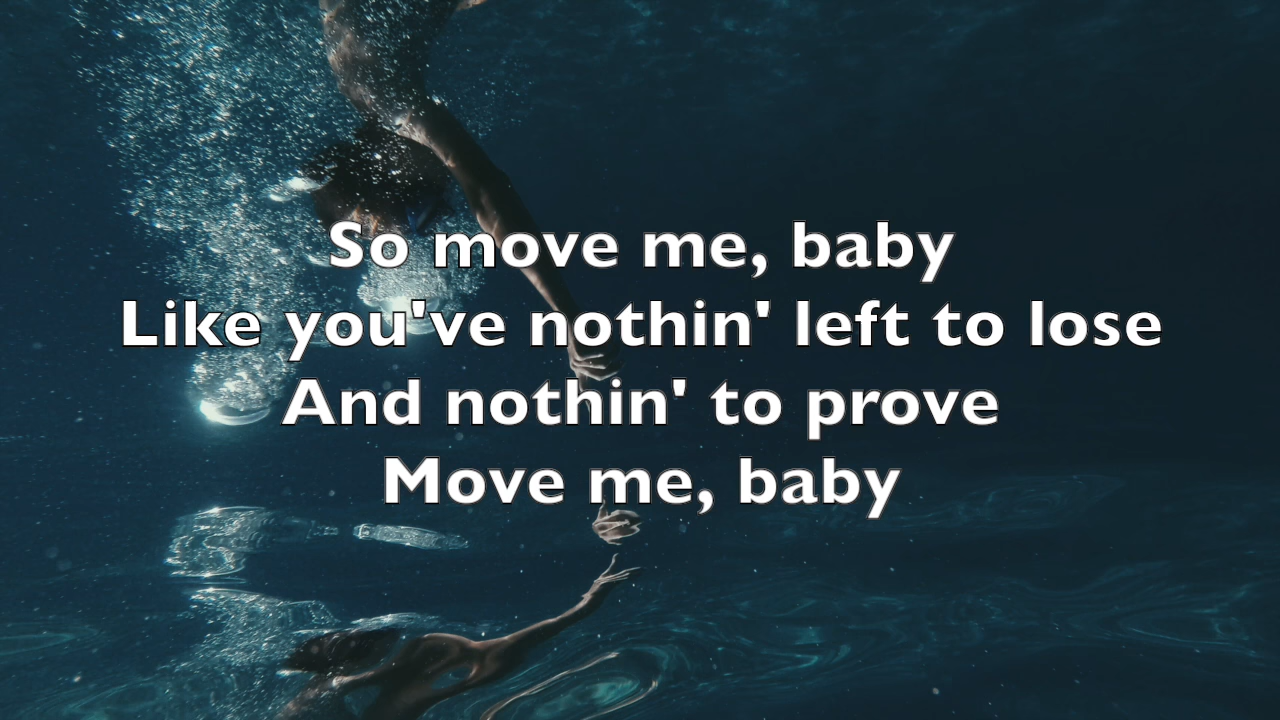 So move me, baby
Like you've nothin' left to lose
And nothin' to prove
Move me, baby